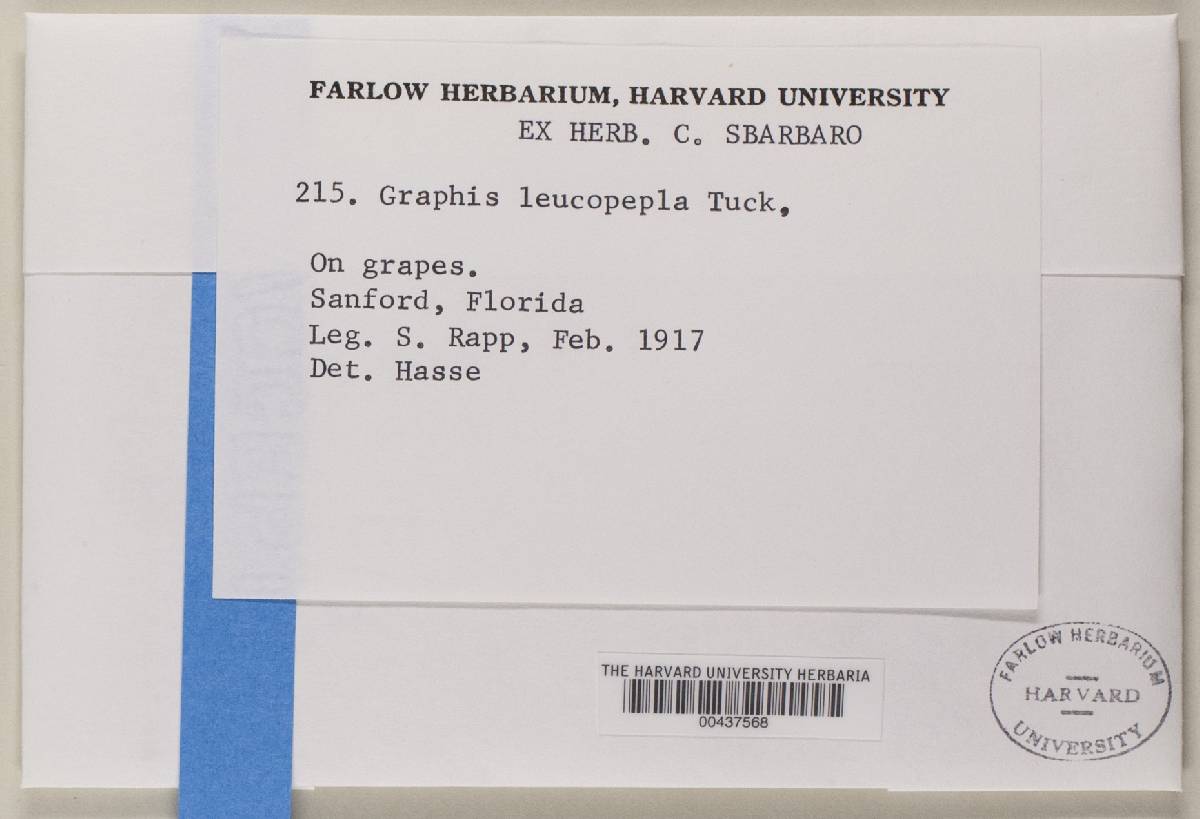 FARLOW HERBARIUM, HARVARD UNIVERSITY
EX HERB. C. SBARBARO
215. Graphis leucopepla Tuck,
On grapes.
Sanford, Florida
Leg. S. Rapp, Feb. 1917
Det. Hasse
THE HARVARD UNIVERSITY HERBARIA
00437568
FARLOW HERBARIUM
HARVARD
UNIVERSITY